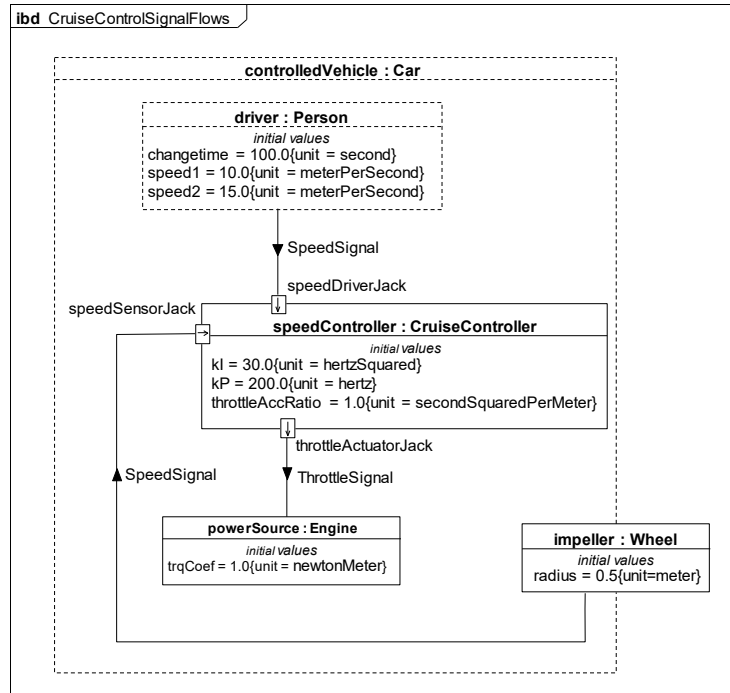 ibd CruiseControlSignalFlows
controlledVehicle : Car
driver : Person
initial values
changetime = 100.0{unit = second}
speed1 = 10.0{unit = meterPerSecond}
speed2 = 15.0{unit = meterPerSecond}
SpeedSignal
speedDriverJack
speedSensorJack
speedController : CruiseController
initial values
kI = 30.0{unit = hertzSquared}
kP = 200.0{unit = hertz}
throttleAccRatio = 1.0{unit = secondSquaredPerMeter}
throttleActuatorJack
SpeedSignal
ThrottleSignal
powerSource : Engine
initial values
trqCoef = 1.0{unit = newtonMeter}
impeller : Wheel
initial values
radius = 0.5{unit=meter}